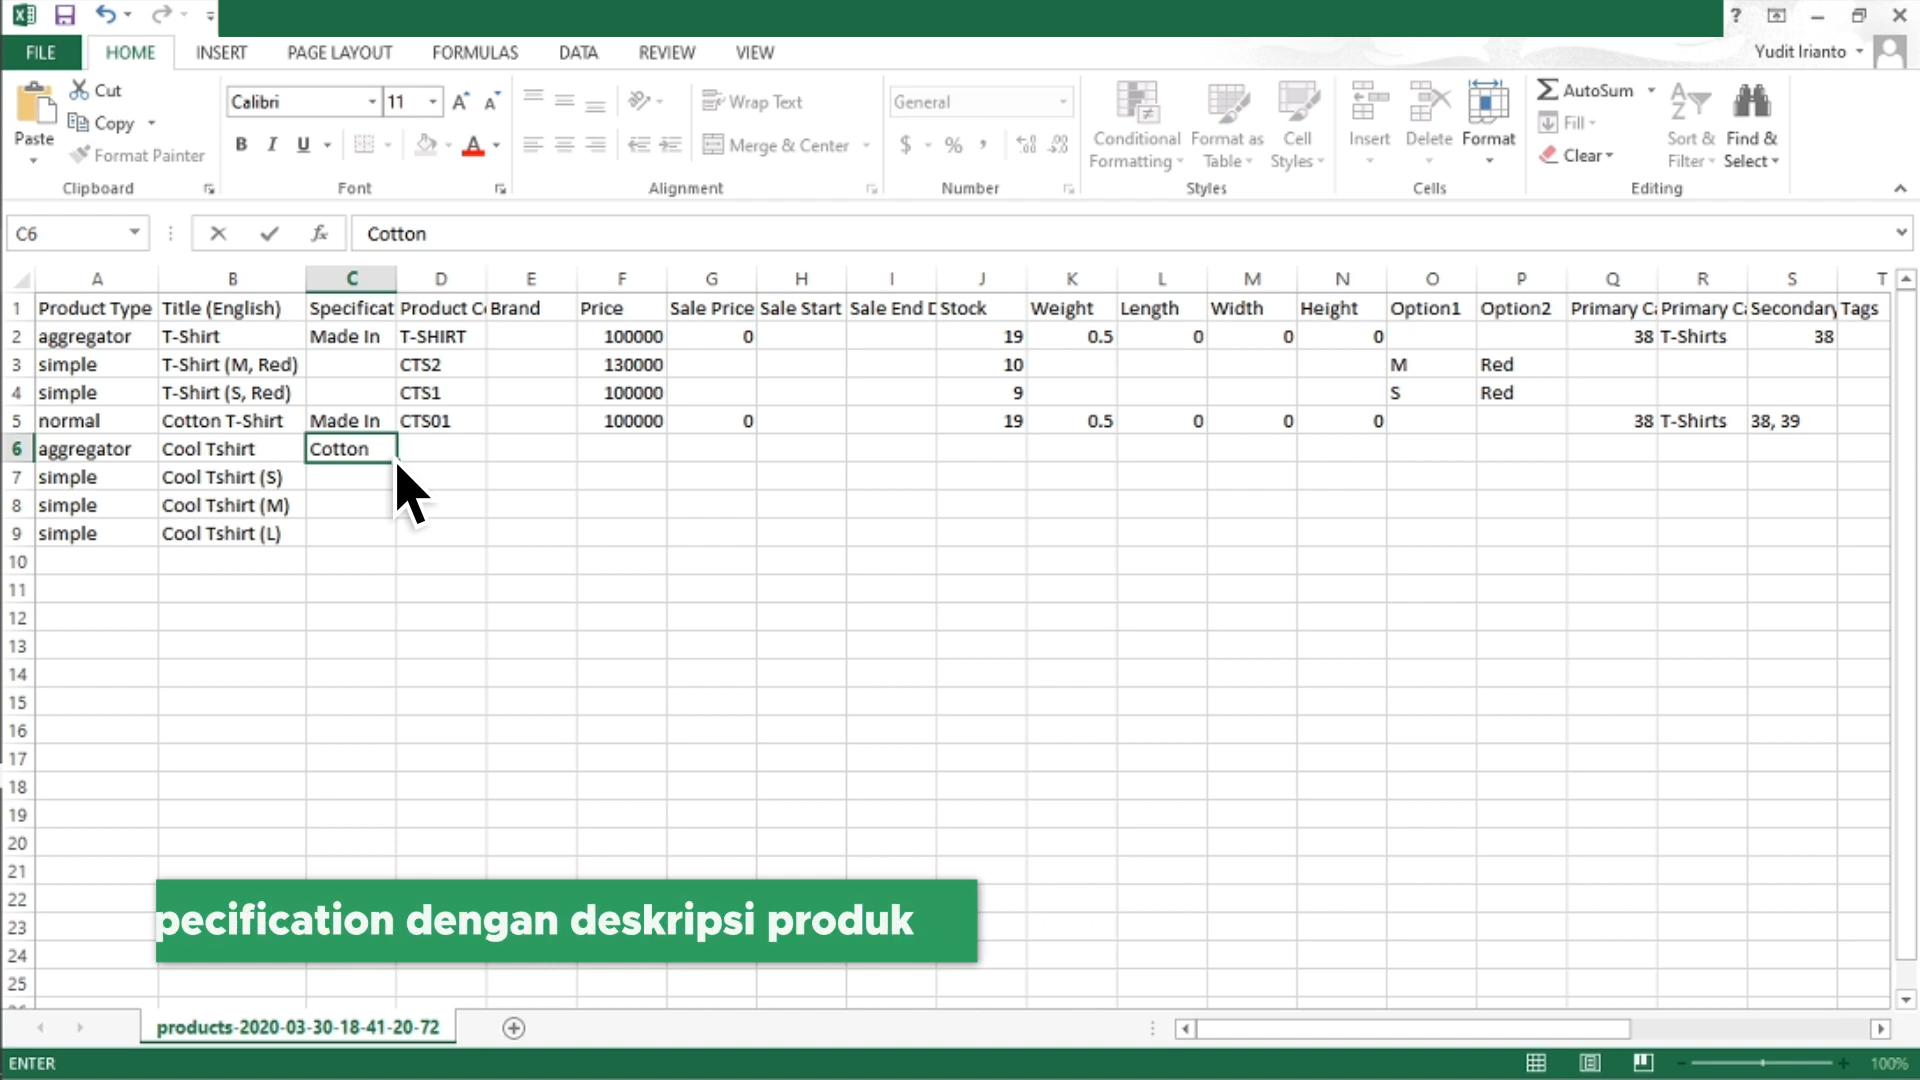 ?
FILE HOME INSERT PAGE LAYOUT FORMULAS DATA REVIEW VIEW Yudit Irianto
Paste Cut Copy Format Painter Clipboard
Calibri 11 A A B I U A Font
Wrap Text Merge & Center Alignment
General $ % , Number
Conditional Formatting Format as Table Cell Styles Styles
Insert Delete Format Cells
AutoSum Fill Clear Sort & Filter Find & Select Editing
C6 fx Cotton
A B C D E F G H I J K L M N O P Q R S T
1 Product Type Title (English) Specificat Product C Brand Price Sale Price Sale Start Sale End D Stock Weight Length Width Height Option1 Option2 Primary Ca Primary Ca Secondary Tags
2 aggregator T-Shirt Made In T-SHIRT 100000 0 19 0.5 0 0 0 38 T-Shirts 38
3 simple T-Shirt (M, Red) CTS2 130000 10 M Red
4 simple T-Shirt (S, Red) CTS1 100000 9 S Red
5 normal Cotton T-Shirt Made In CTS01 100000 0 19 0.5 0 0 0 38 T-Shirts 38, 39
6 aggregator Cool Tshirt Cotton
7 simple Cool Tshirt (S)
8 simple Cool Tshirt (M)
9 simple Cool Tshirt (L)
10
11
12
13
14
15
16
17
18
19
20
21
22
23
24
25
pecification dengan deskripsi produk
products-2020-03-30-18-41-20-72
ENTER 100%